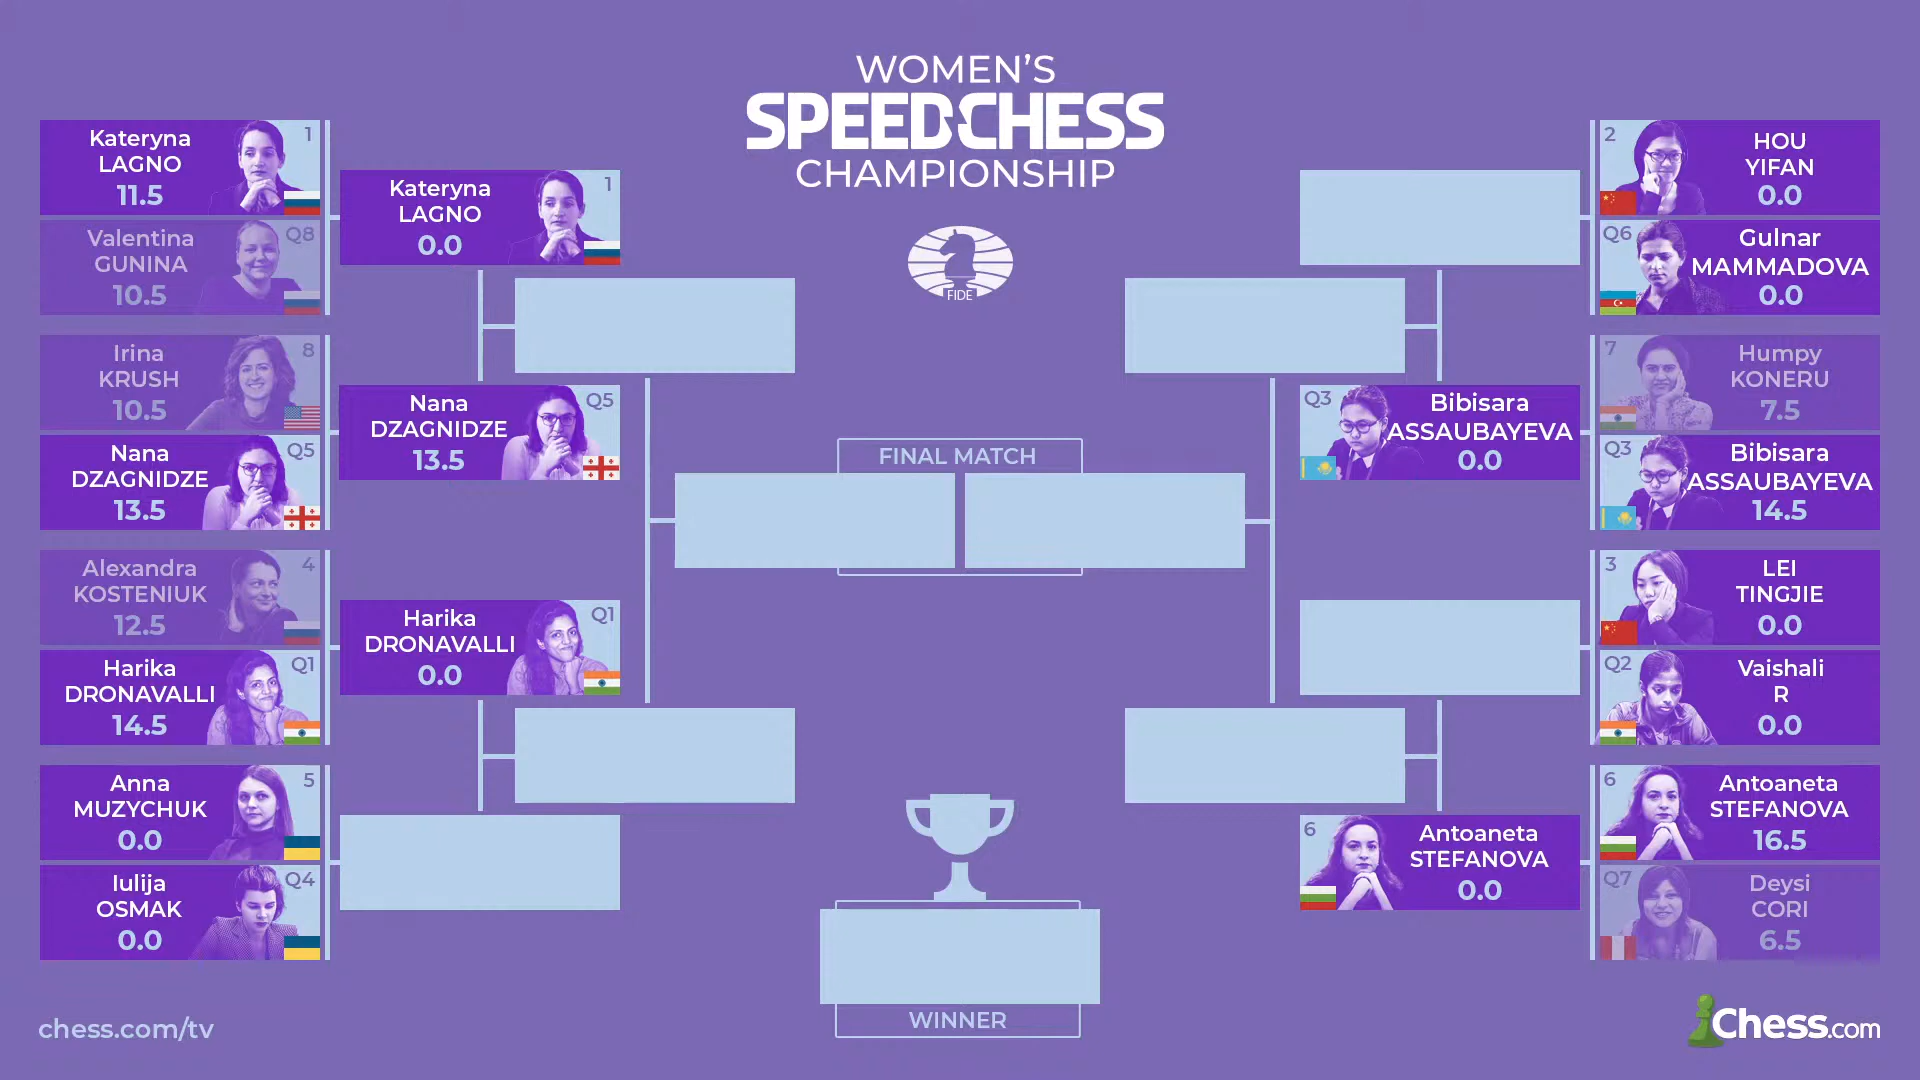 WOMEN'S
SPEEDCHESS
CHAMPIONSHIP
FIDE
Kateryna
LAGNO
11.5
1
Valentina
GUNINA
10.5
Q8
Irina
KRUSH
10.5
8
Nana
DZAGNIDZE
13.5
Q5
Alexandra
KOSTENIUK
12.5
4
Harika
DRONAVALLI
14.5
Q1
Anna
MUZYCHUK
0.0
5
Iulija
OSMAK
0.0
Q4
Kateryna
LAGNO
0.0
1
Nana
DZAGNIDZE
13.5
Q5
Harika
DRONAVALLI
0.0
Q1
FINAL MATCH
WINNER
Q3
Bibisara
ASSAUBAYEVA
0.0
6
Antoaneta
STEFANOVA
0.0
2
HOU
YIFAN
0.0
Q6
Gulnar
MAMMADOVA
0.0
7
Humpy
KONERU
7.5
Q3
Bibisara
ASSAUBAYEVA
14.5
3
LEI
TINGJIE
0.0
Q2
Vaishali
R
0.0
6
Antoaneta
STEFANOVA
16.5
Q7
Deysi
CORI
6.5
chess.com/tv
Chess.com